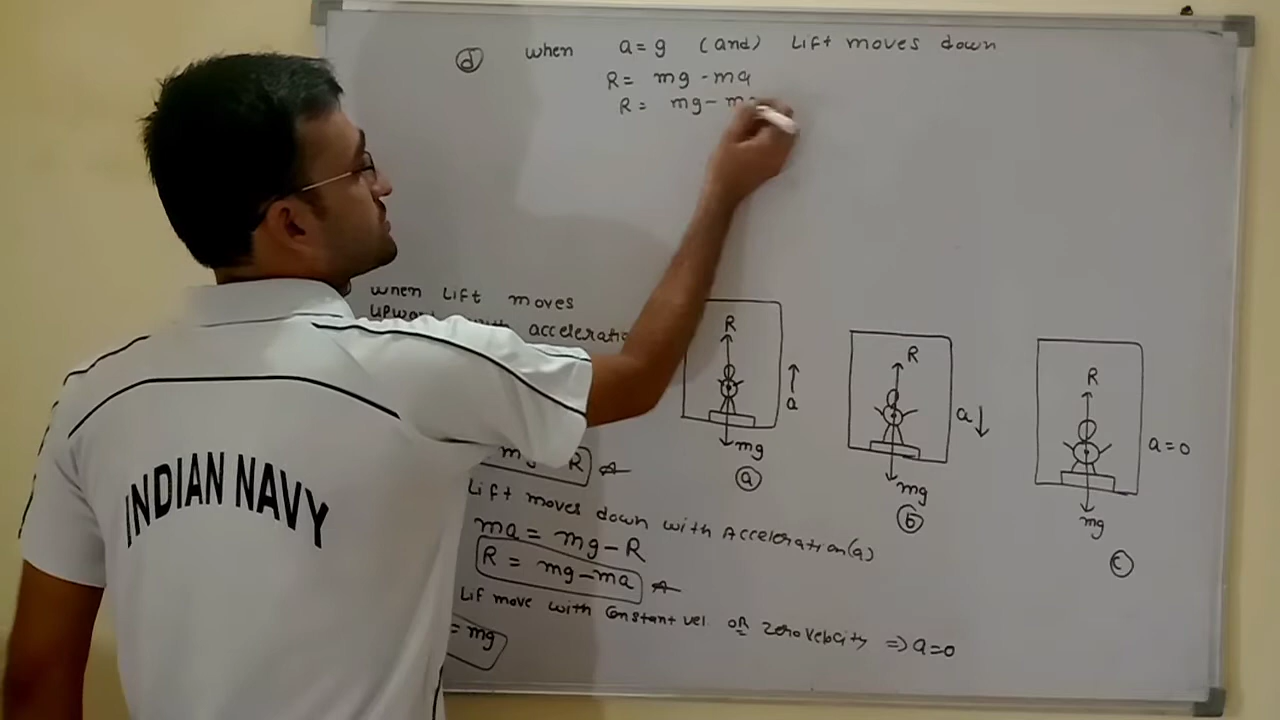 (d) when a = g (and) Lift moves down
R = mg - ma
R = mg - m
when Lift moves
acceleratio
R
a
mg
(a)
R
a
mg
(b)
R
a = 0
mg
(c)
R
Lift moves down with Acceleration(a)
ma = mg - R
R = mg - ma
Lif move with Constant vel. OR zero velocity ⇒ a = 0
= mg
INDIAN NAVY